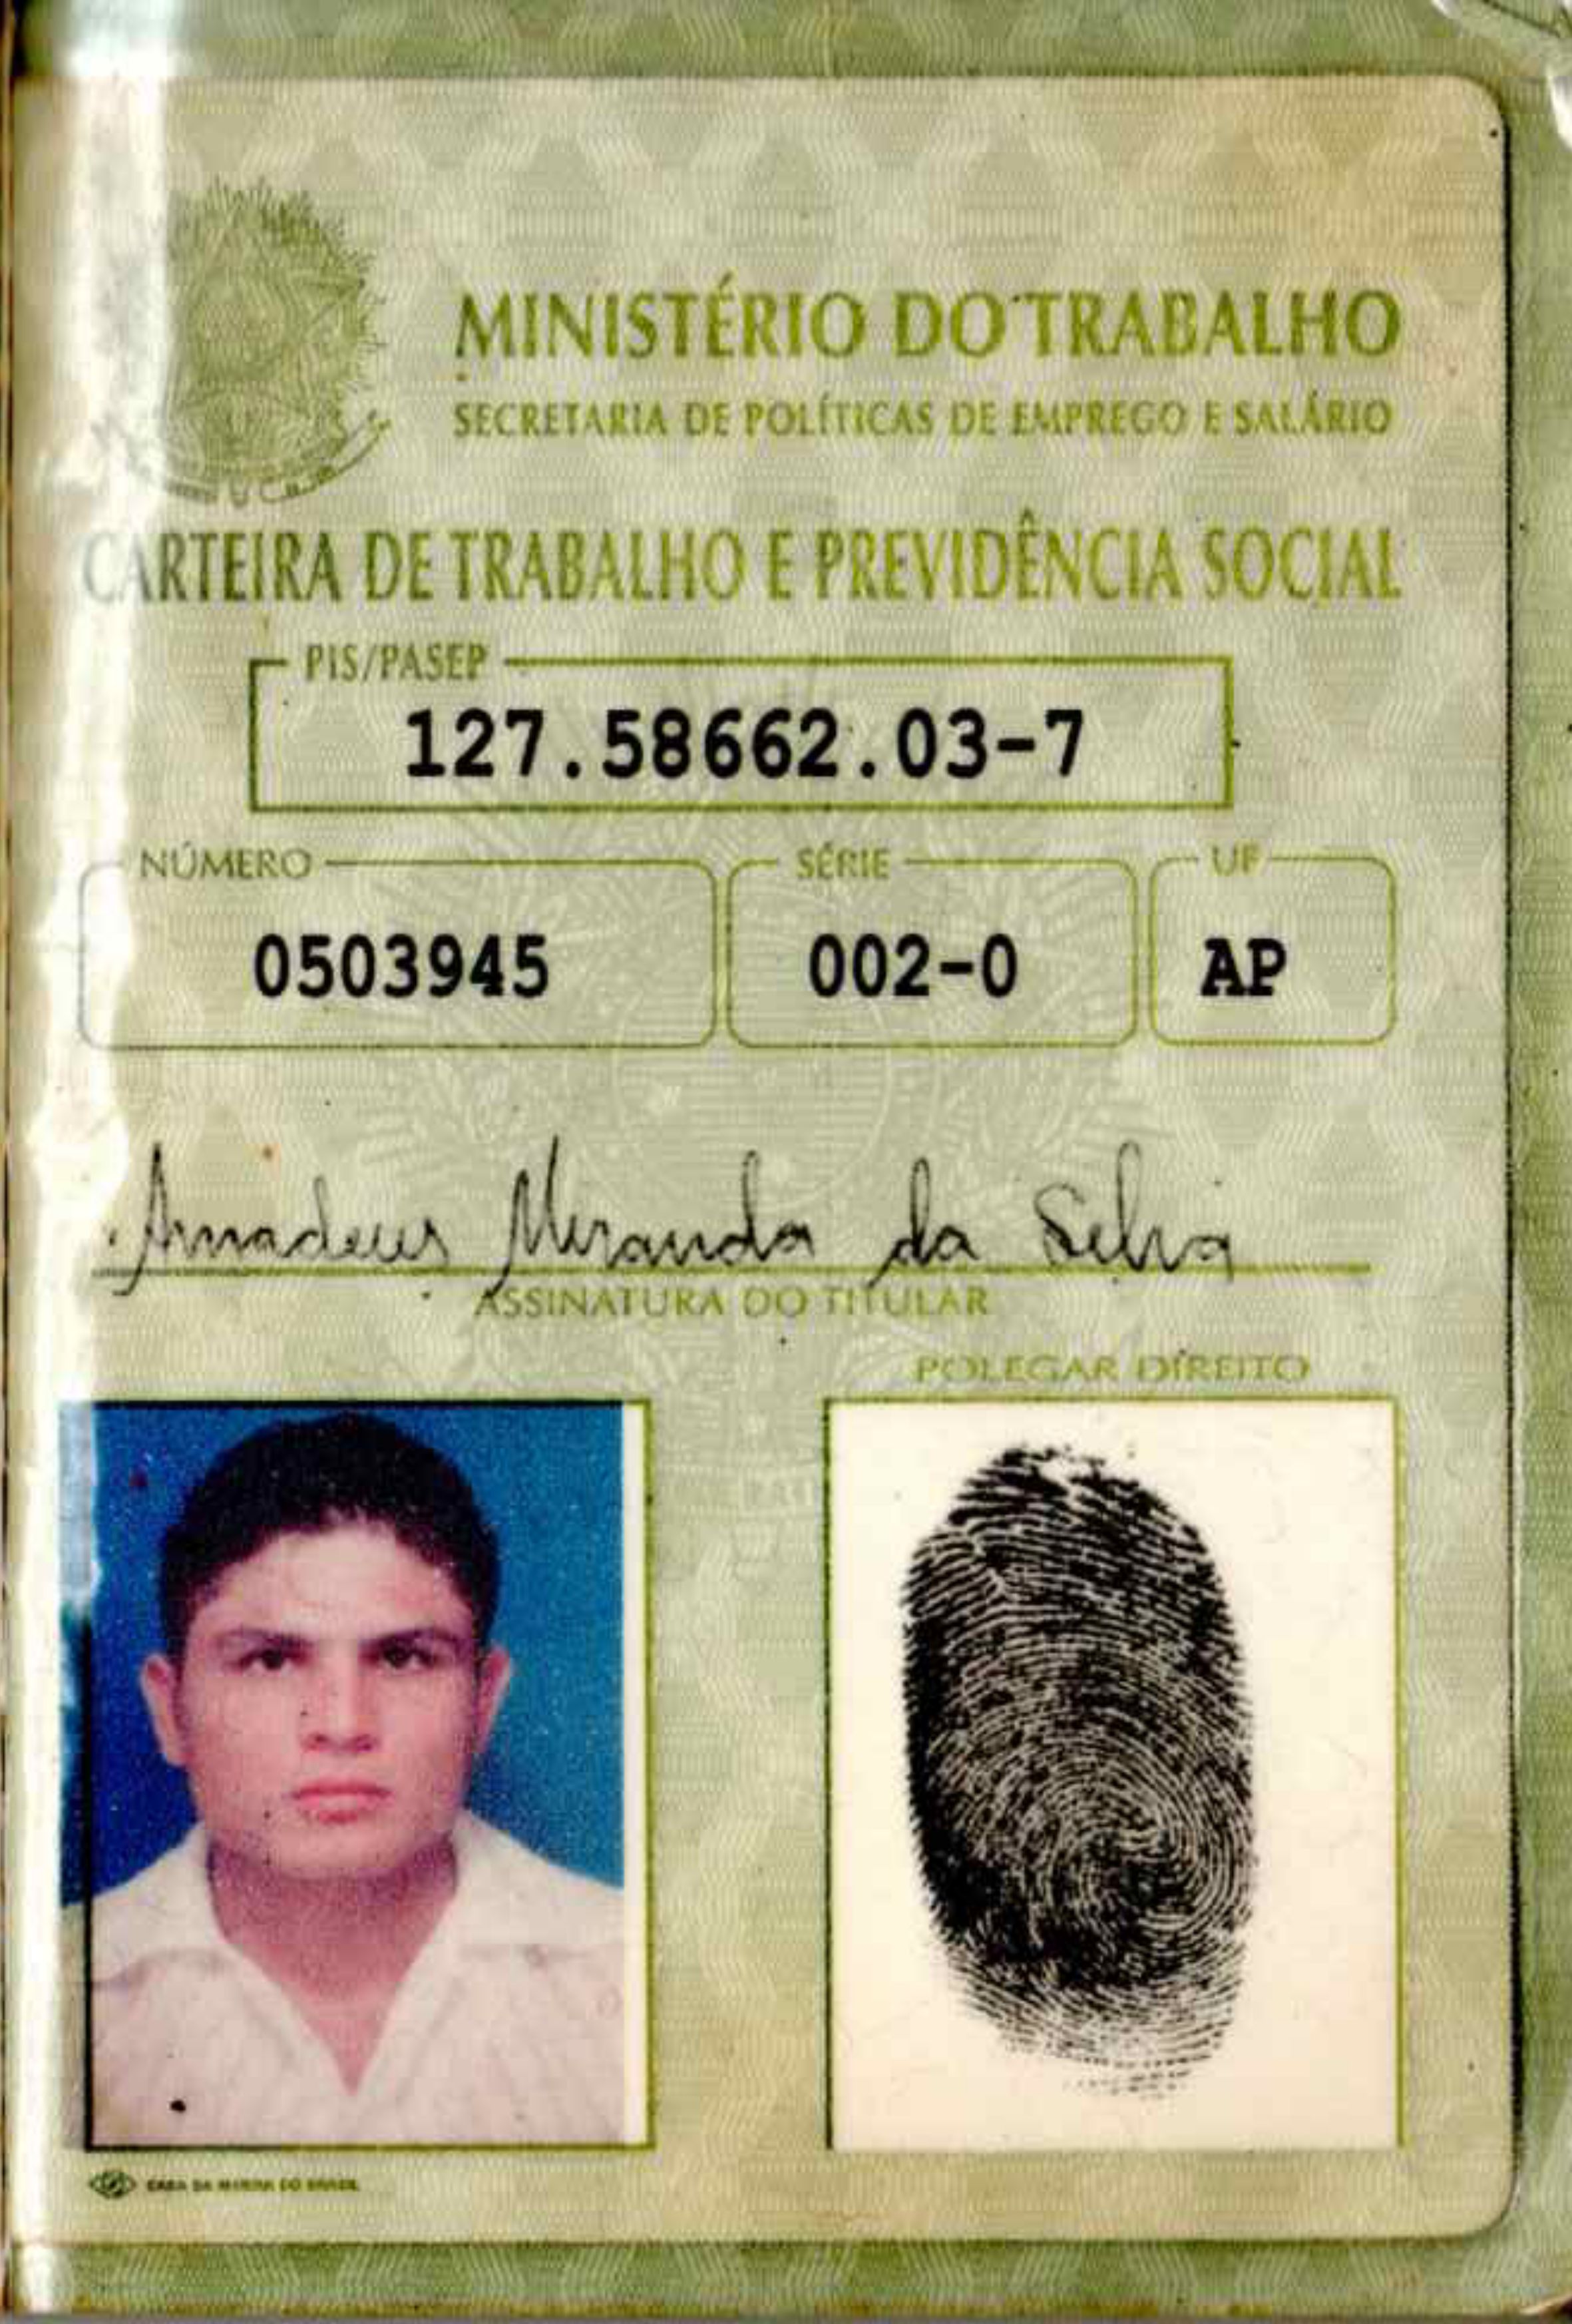 MINISTÉRIO DO TRABALHO
SECRETARIA DE POLÍTICAS DE EMPREGO E SALÁRIO
CARTEIRA DE TRABALHO E PREVIDÊNCIA SOCIAL
PIS/PASEP
127.58662.03-7
NÚMERO SÉRIE UF
0503945 002-0 AP
Amadeus Miranda da Silva
ASSINATURA DO TITULAR
POLEGAR DIREITO
CASA DA MOEDA DO BRASIL